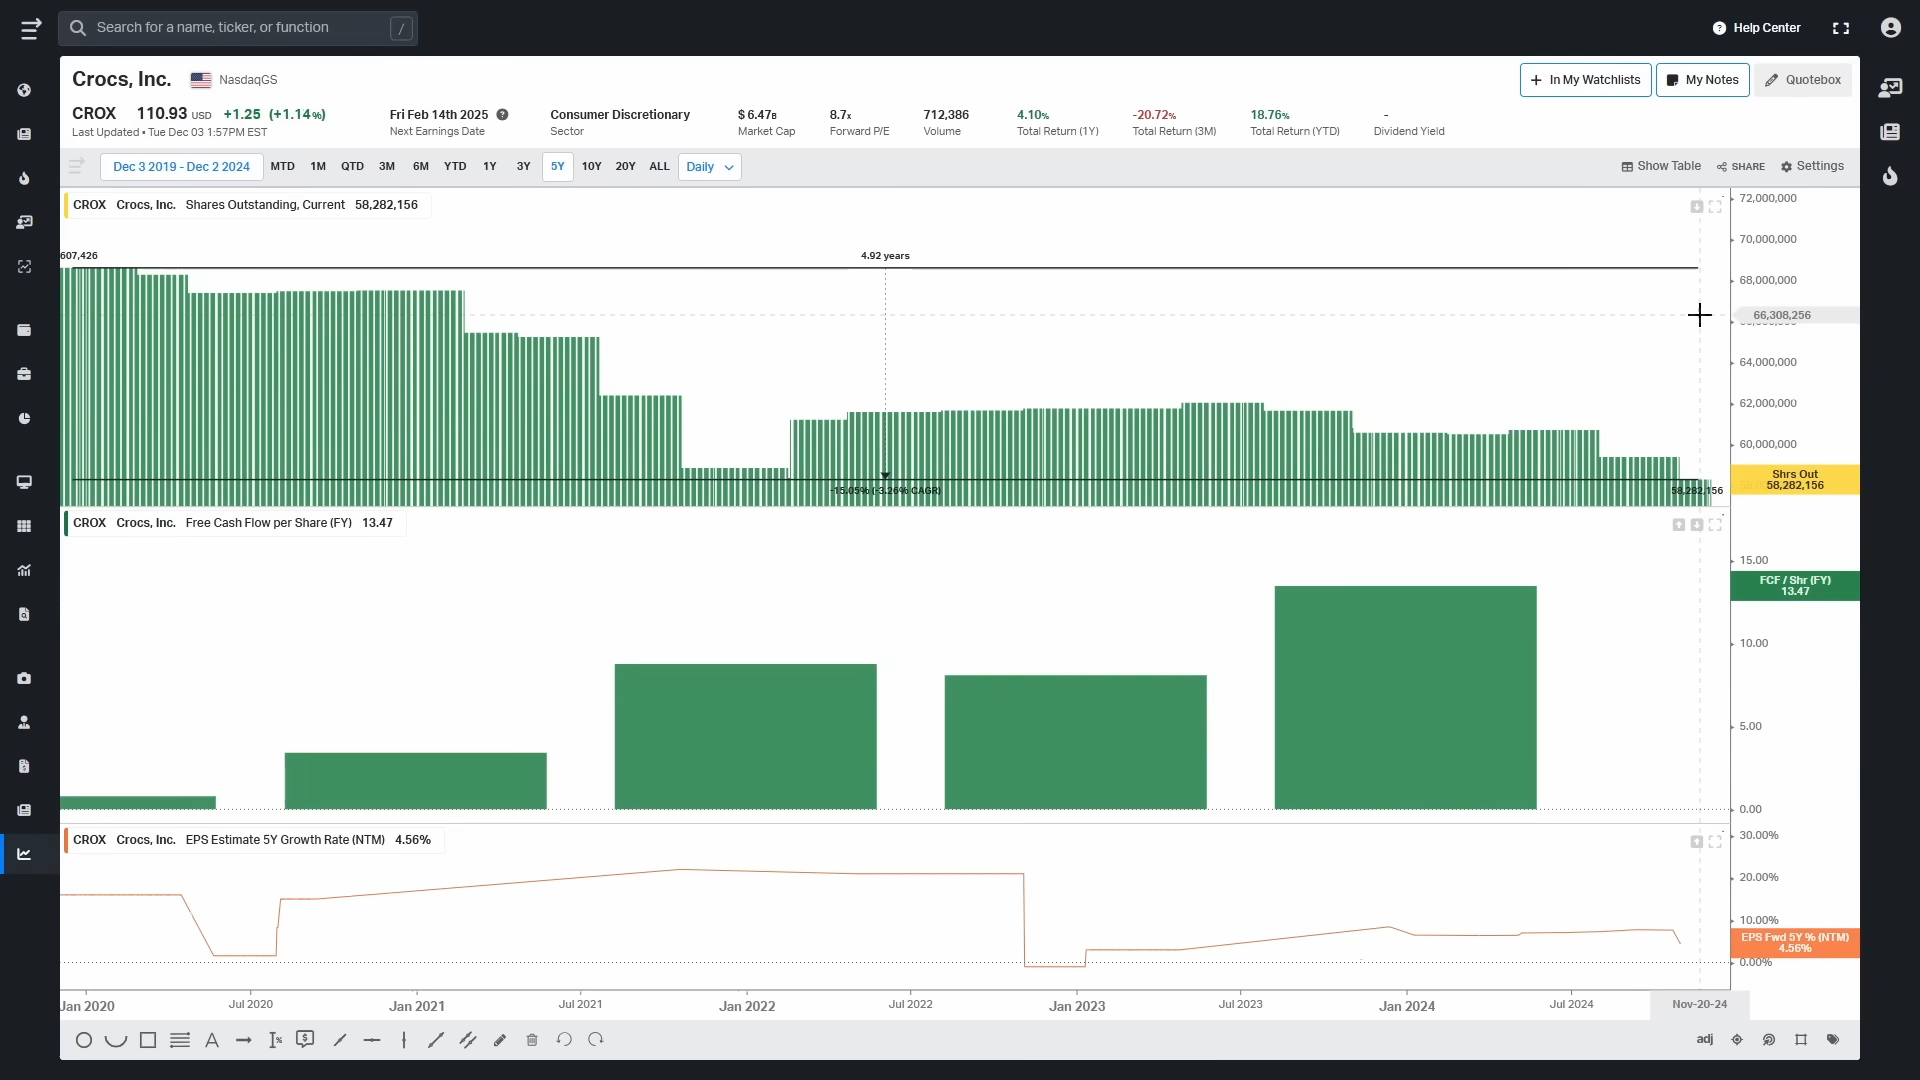 Search for a name, ticker, or function /
Help Center
Crocs, Inc. NasdaqGS
In My Watchlists My Notes Quotebox
CROX 110.93 USD +1.25 (+1.14%)
Last Updated • Tue Dec 03 1:57PM EST
Fri Feb 14th 2025
Next Earnings Date
Consumer Discretionary
Sector
$ 6.47B
Market Cap
8.7x
Forward P/E
712,386
Volume
4.10%
Total Return (1Y)
-20.72%
Total Return (3M)
18.76%
Total Return (YTD)
-
Dividend Yield
Dec 3 2019 - Dec 2 2024 MTD 1M QTD 3M 6M YTD 1Y 3Y 5Y 10Y 20Y ALL Daily
Show Table SHARE Settings
CROX Crocs, Inc. Shares Outstanding, Current 58,282,156
607,426
4.92 years
-15.05% (-3.26% CAGR)
58,282,156
72,000,000
70,000,000
68,000,000
66,308,256
64,000,000
62,000,000
60,000,000
Shrs Out
58,282,156
CROX Crocs, Inc. Free Cash Flow per Share (FY) 13.47
15.00
FCF / Shr (FY)
13.47
10.00
5.00
0.00
CROX Crocs, Inc. EPS Estimate 5Y Growth Rate (NTM) 4.56%
30.00%
20.00%
10.00%
EPS Fwd 5Y % (NTM)
4.56%
0.00%
Jan 2020 Jul 2020 Jan 2021 Jul 2021 Jan 2022 Jul 2022 Jan 2023 Jul 2023 Jan 2024 Jul 2024 Nov-20-24
adj